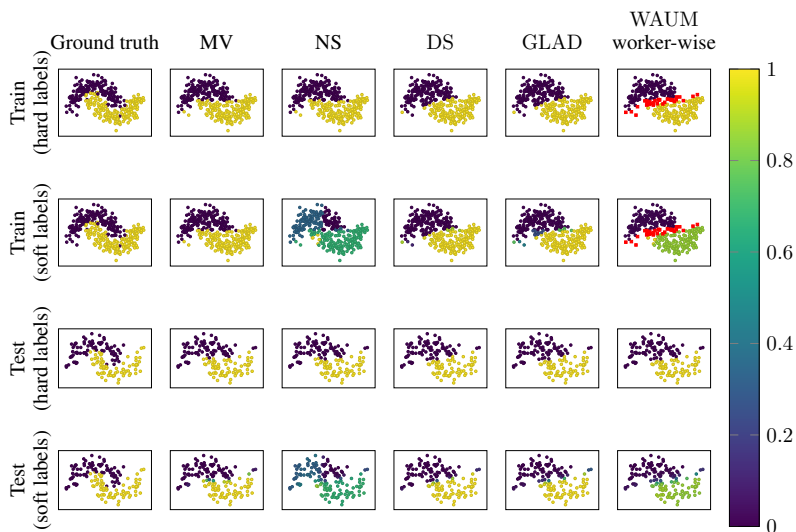 Ground truth
MV
NS
DS
GLAD
WAUM
worker-wise
Train
(hard labels)
Train
(soft labels)
Test
(hard labels)
Test
(soft labels)
1
0.8
0.6
0.4
0.2
0